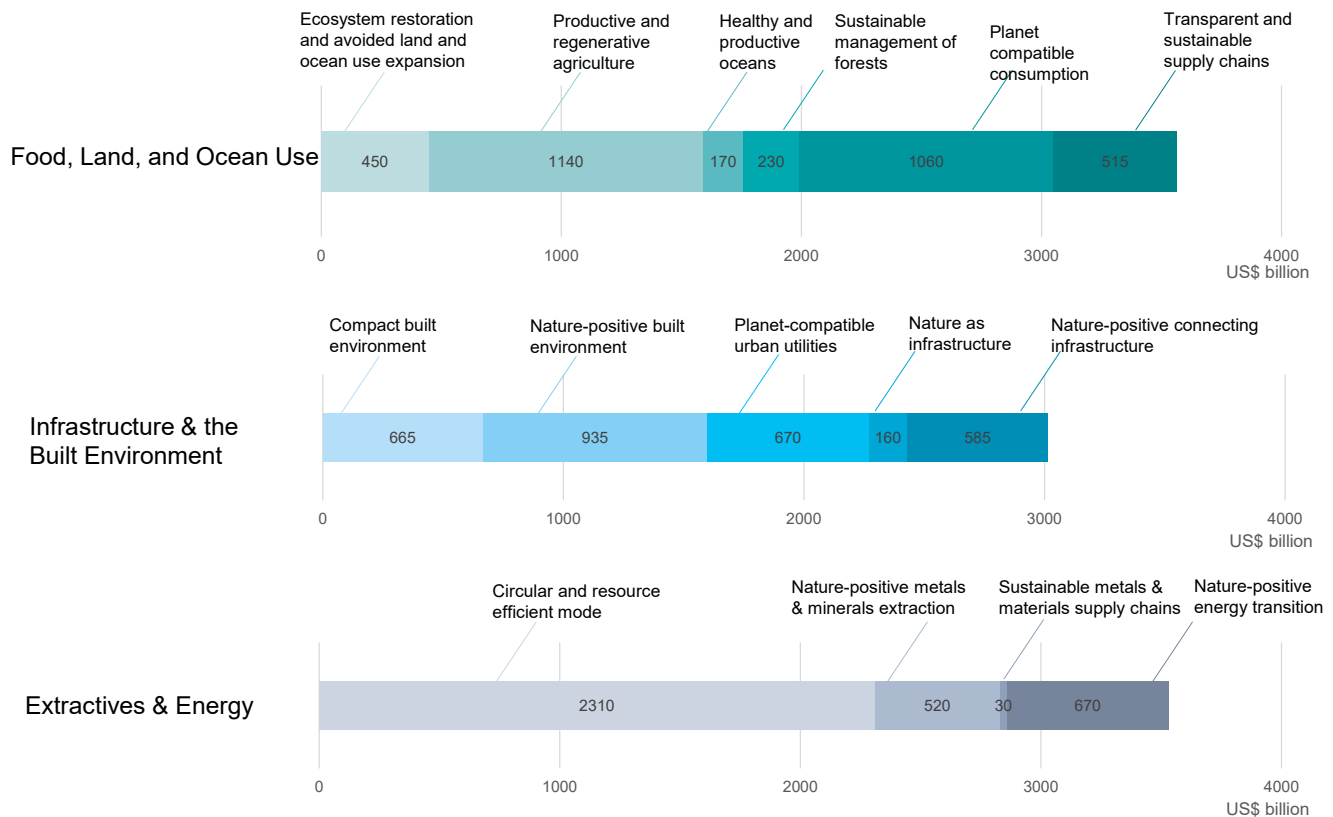 Ecosystem restoration
and avoided land and
ocean use expansion
Productive and
regenerative
agriculture
Healthy and
productive
oceans
Sustainable
management of
forests
Planet
compatible
consumption
Transparent and
sustainable
supply chains
Food, Land, and Ocean Use
450 1140 170 230 1060 515
0 1000 2000 3000 4000
US$ billion
Compact built
environment
Nature-positive built
environment
Planet-compatible
urban utilities
Nature as
infrastructure
Nature-positive connecting
infrastructure
Infrastructure & the
Built Environment
665 935 670 160 585
0 1000 2000 3000 4000
US$ billion
Circular and resource
efficient mode
Nature-positive metals
& minerals extraction
Sustainable metals &
materials supply chains
Nature-positive
energy transition
Extractives & Energy
2310 520 30 670
0 1000 2000 3000 4000
US$ billion